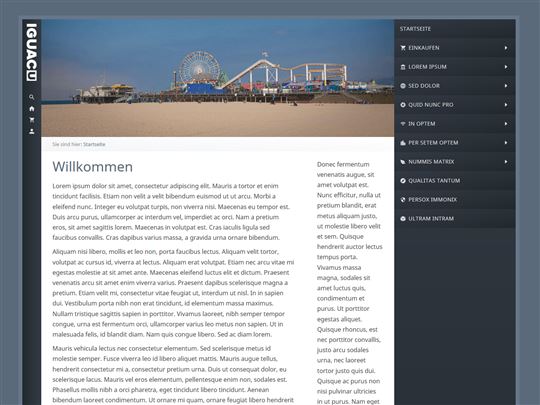 IGUACU
STARTSEITE
EINKAUFEN
LOREM IPSUM
SED DOLOR
QUID NUNC PRO
IN OPTEM
PER SETEM OPTEM
NUMMIS MATRIX
QUALITAS TANTUM
PERSOX IMMONIX
ULTRAM INTRAM
Sie sind hier: Startseite
Willkommen
Lorem ipsum dolor sit amet, consectetur adipiscing elit. Mauris a tortor et enim
tincidunt facilisis. Etiam non velit a velit bibendum euismod ut ut arcu. Morbi a
eleifend nunc. Integer eu volutpat turpis, non viverra nisi. Maecenas eu tempor est.
Duis arcu purus, ullamcorper ac interdum vel, imperdiet ac orci. Nam a pretium
eros, sit amet sagittis lorem. Maecenas in volutpat est. Cras iaculis ligula sed
faucibus convallis. Cras dapibus varius massa, a gravida urna ornare bibendum.
Aliquam nisi libero, mollis et leo non, porta faucibus lectus. Aliquam velit tortor,
volutpat ac cursus id, viverra at lectus. Aliquam erat volutpat. Etiam nec arcu vitae mi
egestas molestie at sit amet ante. Maecenas eleifend luctus elit et dictum. Praesent
venenatis arcu sit amet enim viverra varius. Praesent dapibus scelerisque magna a
pretium. Etiam velit mi, consectetur vitae feugiat ut, interdum ut nisl. In in sapien
dui. Vestibulum porta nibh non erat tincidunt, id elementum massa maximus.
Nullam tristique sagittis sapien in porttitor. Vivamus laoreet, nibh semper tempor
congue, urna est fermentum orci, ullamcorper varius leo metus non sapien. Ut in
malesuada felis, id blandit diam. Nam quis congue libero. Sed ac diam lorem.
Mauris vehicula lectus nec consectetur elementum. Sed scelerisque metus id
molestie semper. Fusce viverra leo id libero aliquet mattis. Mauris augue tellus,
hendrerit consectetur mi a, consectetur pretium urna. Duis ut consequat dolor, eu
scelerisque lacus. Mauris vel eros elementum, pellentesque enim non, sodales est.
Phasellus mollis nibh a orci pharetra, eget tincidunt libero tincidunt. Aenean
bibendum laoreet condimentum. Ut ornare mi quam, ornare feugiat libero hendrerit
Donec fermentum
venenatis augue, sit
amet volutpat est.
Nunc efficitur, nulla ut
pretium blandit, erat
metus aliquam justo,
ut molestie libero velit
et sem. Quisque
hendrerit auctor lectus
tempus porta.
Vivamus massa
magna, sodales sit
amet luctus quis,
condimentum et
purus. Ut porttitor
egestas aliquet.
Quisque rhoncus, est
nec porttitor convallis,
justo arcu sodales
urna, nec laoreet
tortor justo quis dui.
Quisque ac purus non
nisi pulvinar ultricies
in ut purus. Nam eget